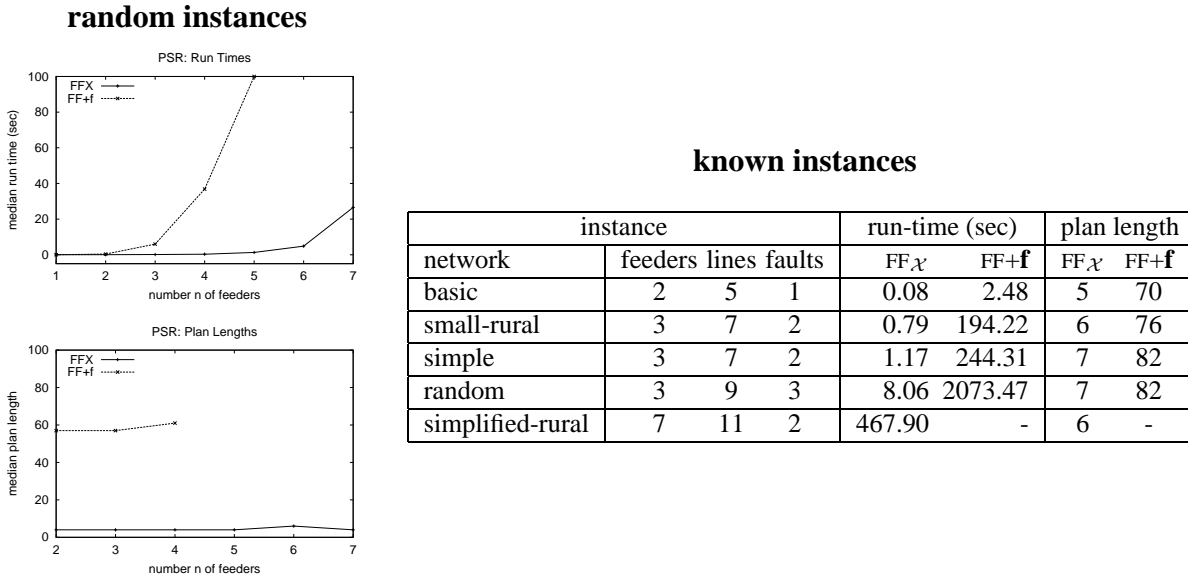 random instances
PSR: Run Times
FFX
FF+f
100
80
60
40
20
0
median run time (sec)
1 2 3 4 5 6 7
number n of feeders
PSR: Plan Lengths
FFX
FF+f
100
80
60
40
20
0
median plan length
2 3 4 5 6 7
number n of feeders
known instances
instance run-time (sec) plan length
network feeders lines faults FF𝒳 FF+f FF𝒳 FF+f
basic 2 5 1 0.08 2.48 5 70
small-rural 3 7 2 0.79 194.22 6 76
simple 3 7 2 1.17 244.31 7 82
random 3 9 3 8.06 2073.47 7 82
simplified-rural 7 11 2 467.90 - 6 -